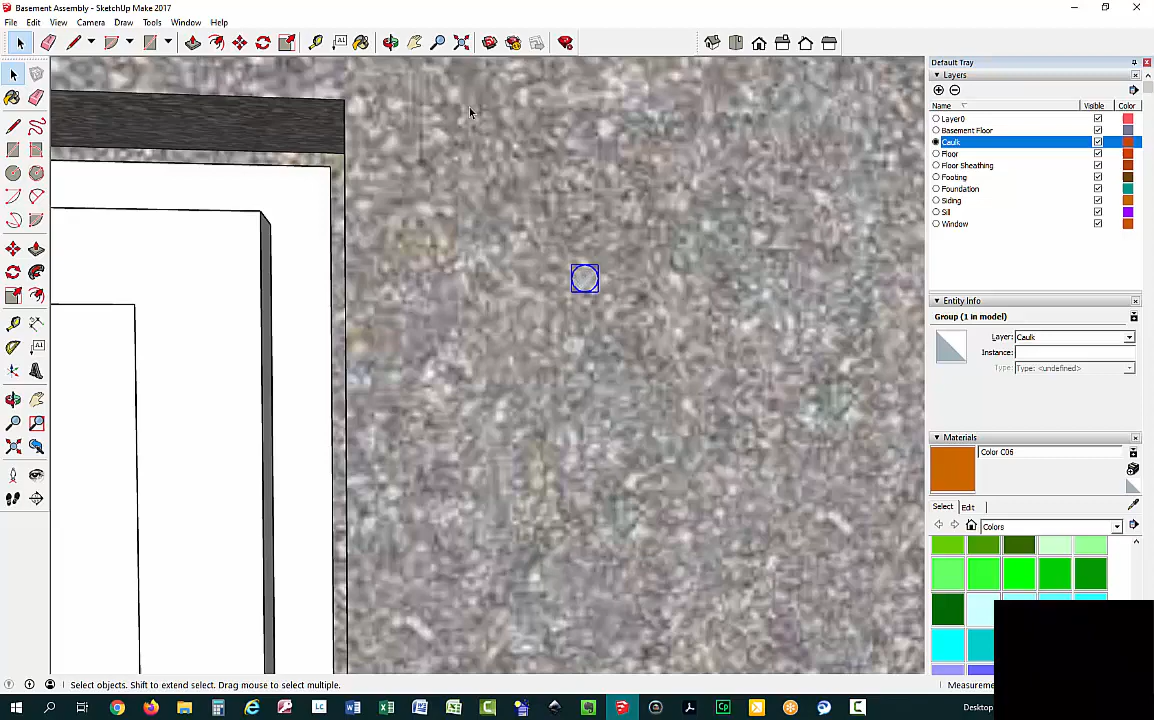 Basement Assembly - SketchUp Make 2017
File Edit View Camera Draw Tools Window Help
Default Tray
Layers
Name Visible Color
Layer0
Basement Floor
Caulk
Floor
Floor Sheathing
Footing
Foundation
Siding
Sill
Window
Entity Info
Group (1 in model)
Layer: Caulk
Instance:
Type: Type: <undefined>
Materials
Color C06
Select Edit
Colors
Select objects. Shift to extend select. Drag mouse to select multiple.
Measureme
Desktop